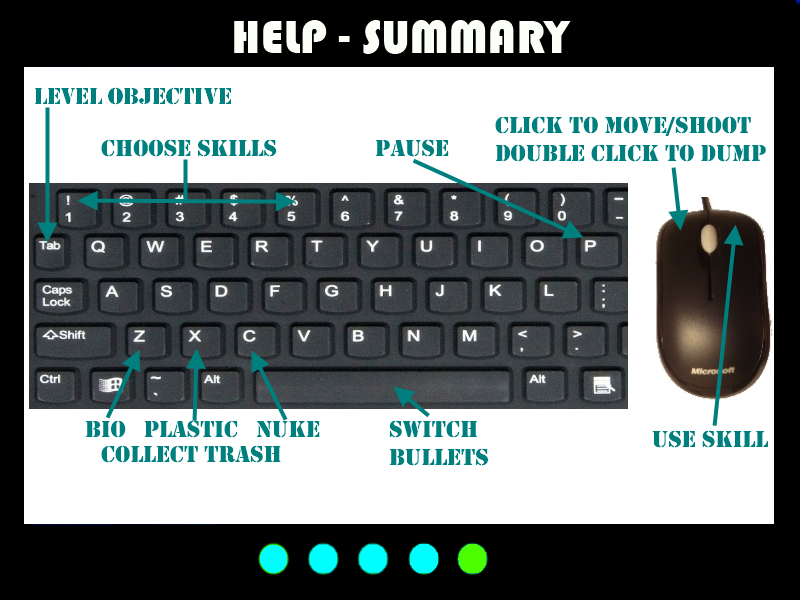 HELP - SUMMARY
LEVEL OBJECTIVE
CLICK TO MOVE/SHOOT
DOUBLE CLICK TO DUMP
CHOOSE SKILLS
PAUSE
! @ # $ % ^ & * ( ) _
1 2 3 4 5 6 7 8 9 0 -
Tab Q W E R T Y U I O P
Caps Lock A S D F G H J K L : ;
Shift Z X C V B N M < , > .
Ctrl ~ ` Alt Alt
Microsoft
BIO PLASTIC NUKE
COLLECT TRASH
SWITCH
BULLETS
USE SKILL